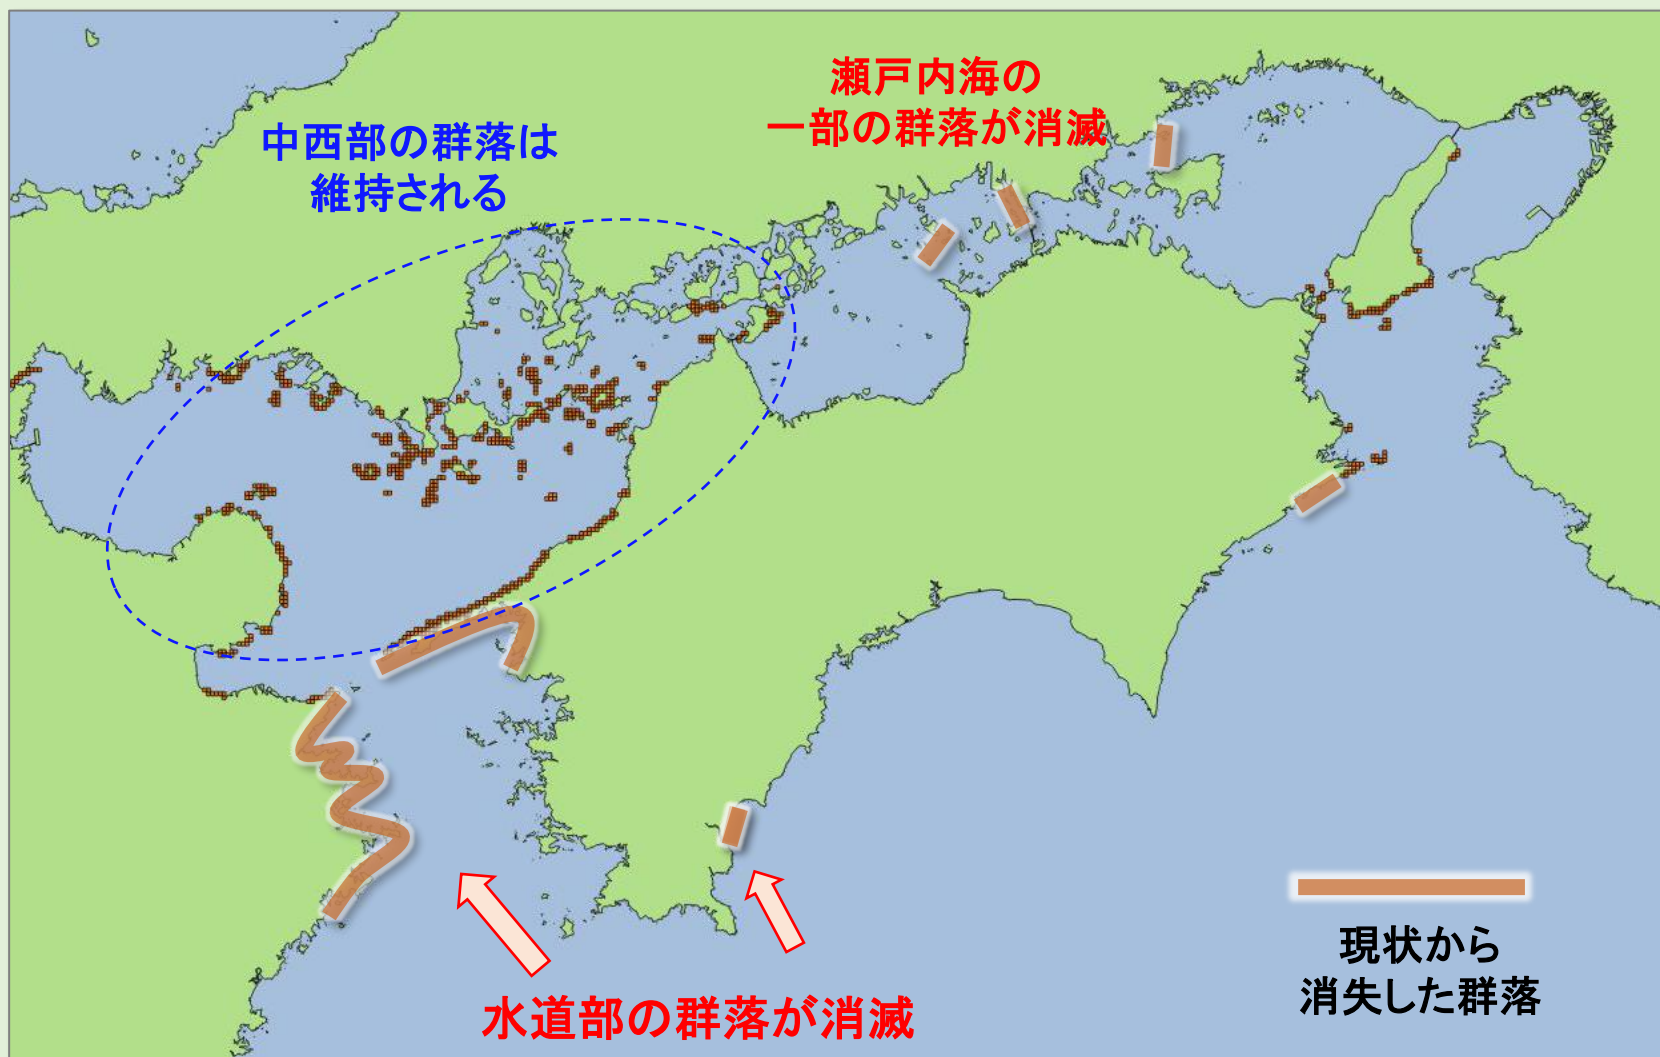 瀬戸内海の
一部の群落が消滅
中西部の群落は
維持される
現状から
消失した群落
水道部の群落が消滅